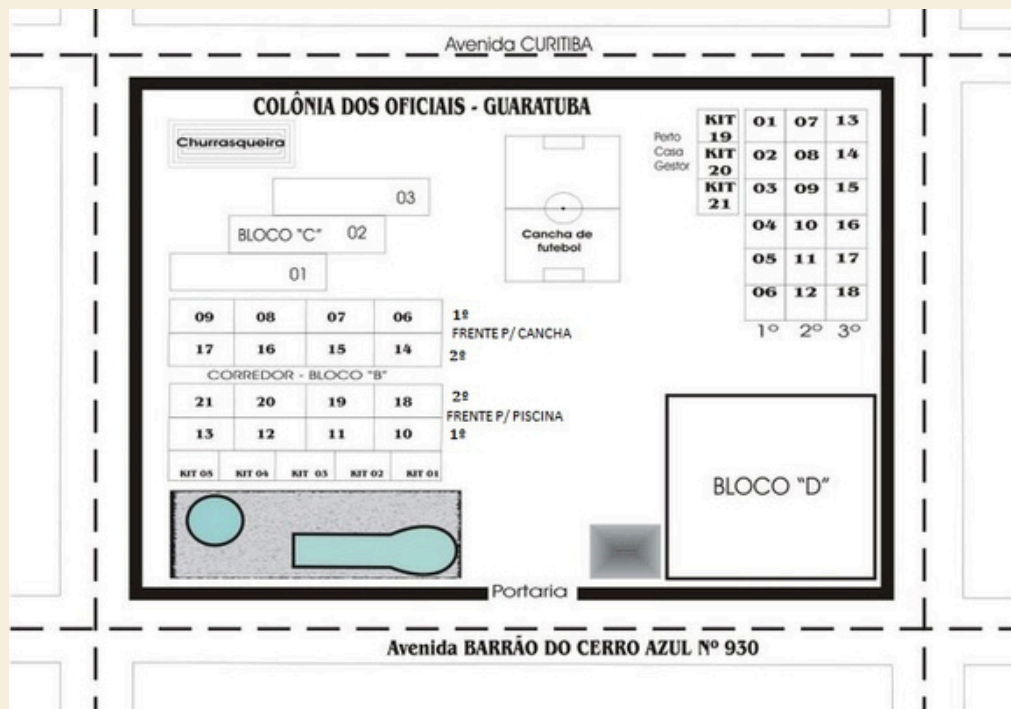 Avenida CURITIBA
COLÔNIA DOS OFICIAIS - GUARATUBA
Churrasqueira
03
BLOCO "C" 02
01
Cancha de
futebol
Perto
Casa
Gestor
KIT
19
KIT
20
KIT
21
01 07 13
02 08 14
03 09 15
04 10 16
05 11 17
06 12 18
1º 2º 3º
09 08 07 06 1º
FRENTE P/ CANCHA
17 16 15 14 2º
CORREDOR - BLOCO "B"
21 20 19 18 2º
FRENTE P/ PISCINA
13 12 11 10 1º
KIT 05 KIT 04 KIT 03 KIT 02 KIT 01
BLOCO "D"
Portaria
Avenida BARRÃO DO CERRO AZUL Nº 930